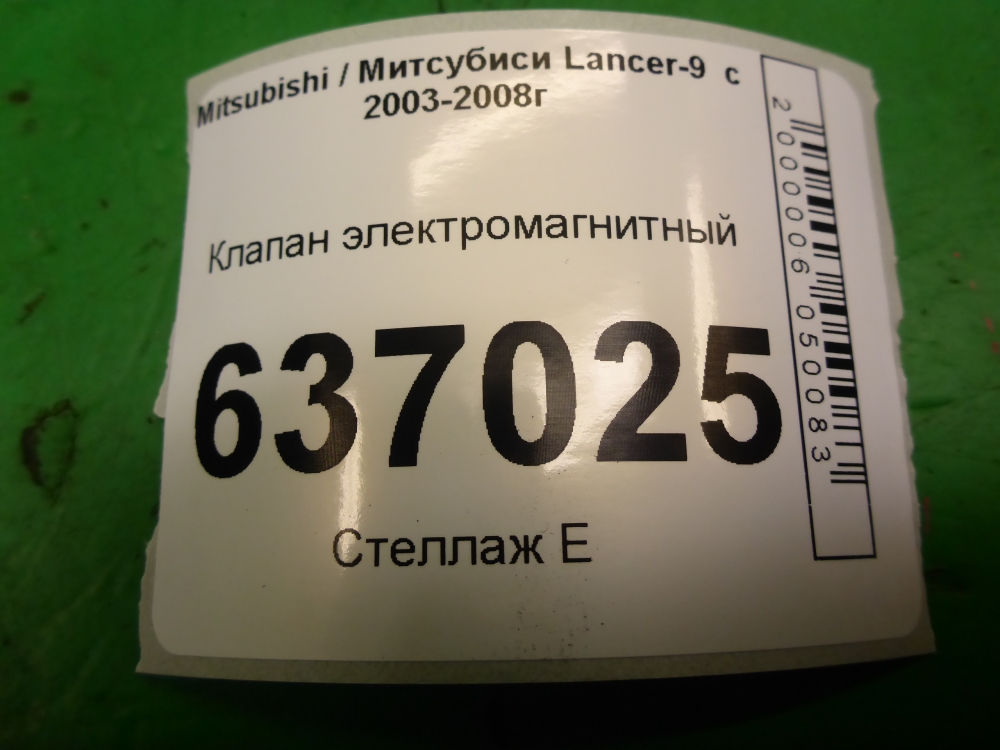 Mitsubishi / Митсубиси Lancer-9 с
2003-2008г
Клапан электромагнитный
637025
Стеллаж Е
2000006050083